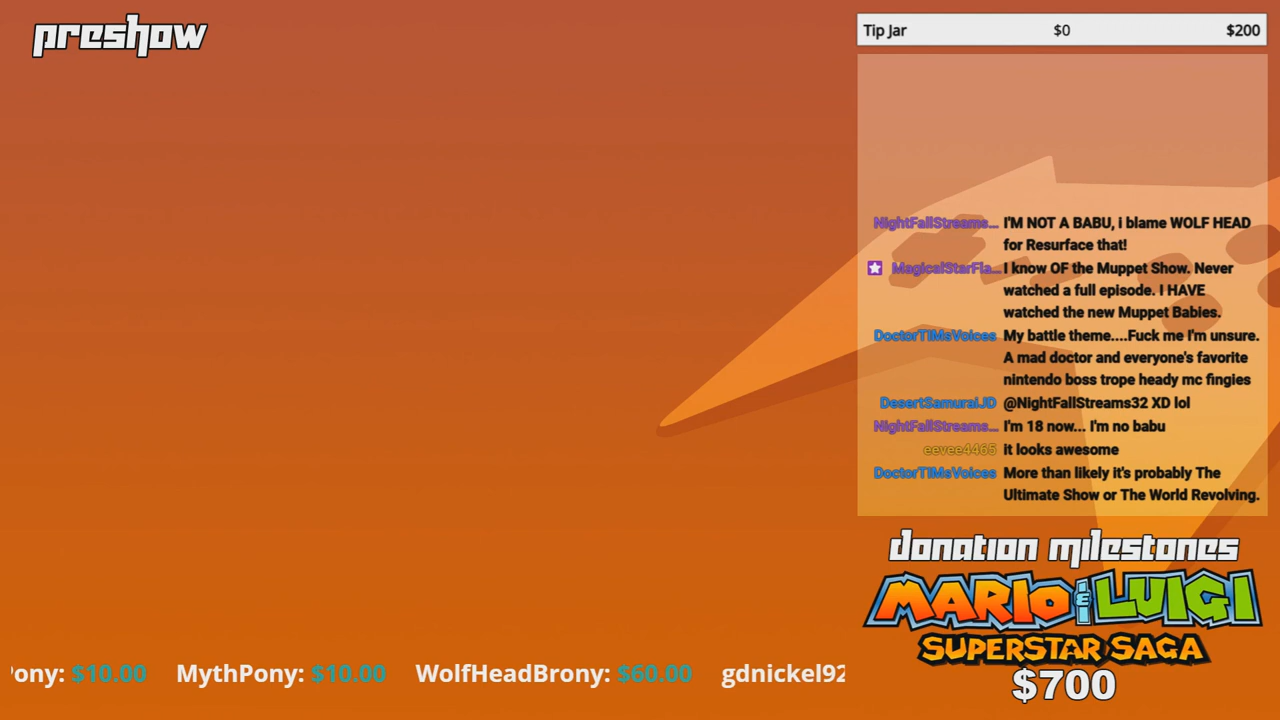 preshow
Tip Jar $0 $200
NightFallStreams... I'M NOT A BABU, i blame WOLF HEAD
for Resurface that!
MagicalStarFla... I know OF the Muppet Show. Never
watched a full episode. I HAVE
watched the new Muppet Babies.
DoctorTIMsVoices My battle theme....Fuck me I'm unsure.
A mad doctor and everyone's favorite
nintendo boss trope heady mc fingies
DesertSamuraiJD @NightFallStreams32 XD lol
NightFallStreams... I'm 18 now... I'm no babu
eevee4465 it looks awesome
DoctorTIMsVoices More than likely it's probably The
Ultimate Show or The World Revolving.
donation milestones
MARIO & LUIGI
SUPERSTAR SAGA
$700
Pony: $10.00 MythPony: $10.00 WolfHeadBrony: $60.00 gdnickel92